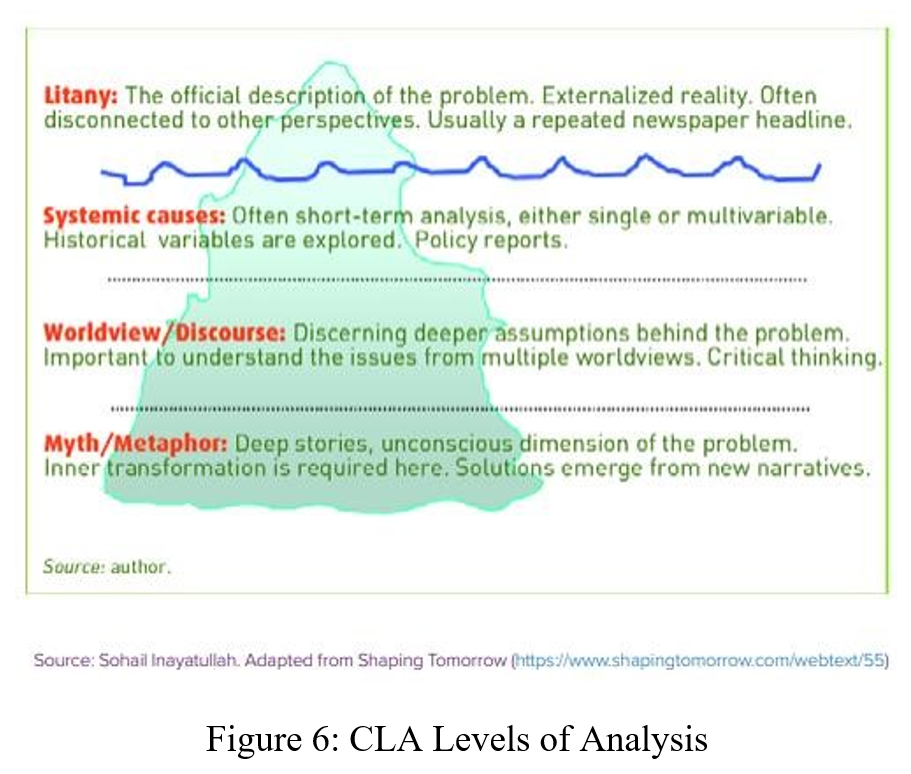 Litany: The official description of the problem. Externalized reality. Often
disconnected to other perspectives. Usually a repeated newspaper headline.
Systemic causes: Often short-term analysis, either single or multivariable.
Historical variables are explored. Policy reports.
Worldview/Discourse: Discerning deeper assumptions behind the problem.
Important to understand the issues from multiple worldviews. Critical thinking.
Myth/Metaphor: Deep stories, unconscious dimension of the problem.
Inner transformation is required here. Solutions emerge from new narratives.
Source: author.
Source: Sohail Inayatullah. Adapted from Shaping Tomorrow (https://www.shapingtomorrow.com/webtext/55)
Figure 6: CLA Levels of Analysis